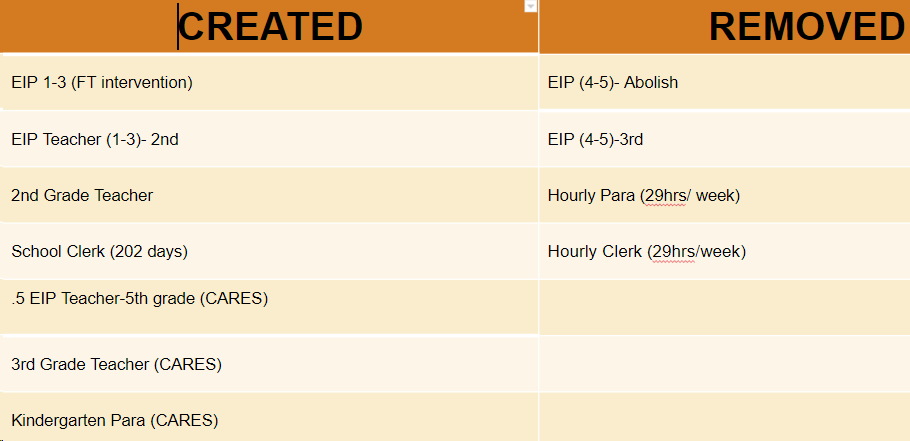 CREATED REMOVED
EIP 1-3 (FT intervention) EIP (4-5)- Abolish
EIP Teacher (1-3)- 2nd EIP (4-5)-3rd
2nd Grade Teacher Hourly Para (29hrs/ week)
School Clerk (202 days) Hourly Clerk (29hrs/week)
.5 EIP Teacher-5th grade (CARES)
3rd Grade Teacher (CARES)
Kindergarten Para (CARES)